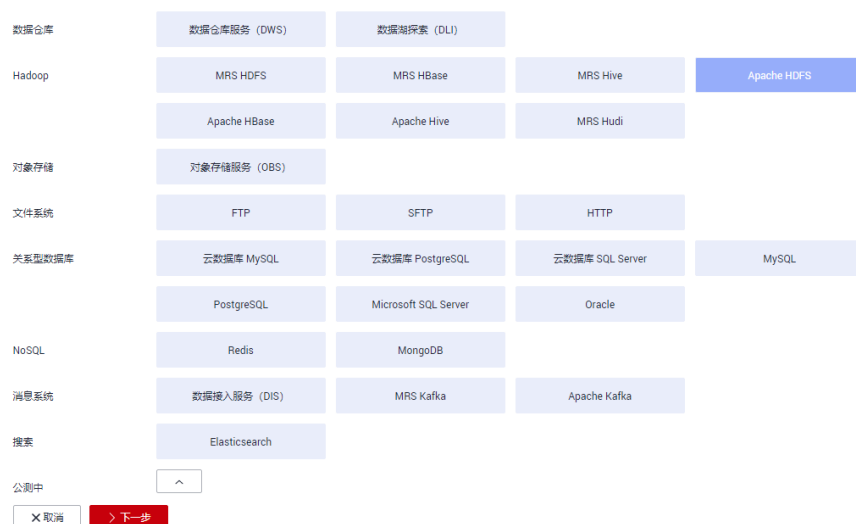 数据仓库 数据仓库服务（DWS） 数据湖探索（DLI）
Hadoop MRS HDFS MRS HBase MRS Hive Apache HDFS
Apache HBase Apache Hive MRS Hudi
对象存储 对象存储服务（OBS）
文件系统 FTP SFTP HTTP
关系型数据库 云数据库 MySQL 云数据库 PostgreSQL 云数据库 SQL Server MySQL
PostgreSQL Microsoft SQL Server Oracle
NoSQL Redis MongoDB
消息系统 数据接入服务（DIS） MRS Kafka Apache Kafka
搜索 Elasticsearch
公测中
取消 下一步